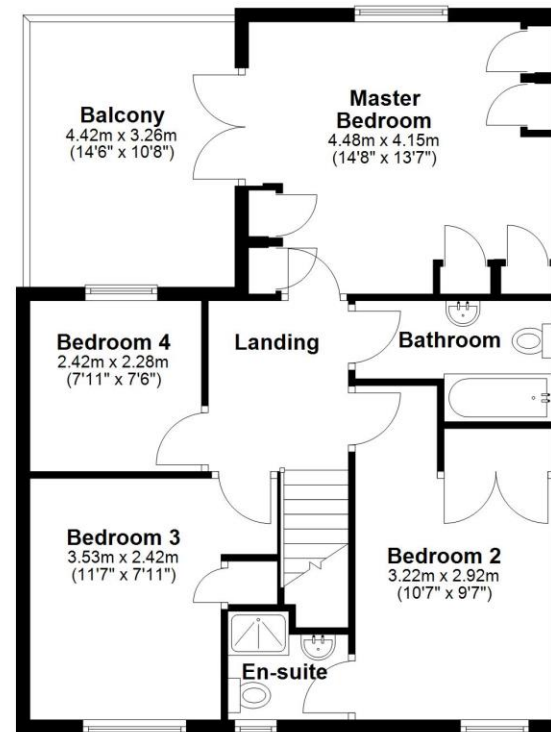 Balcony
4.42m x 3.26m
(14'6" x 10'8")
Master
Bedroom
4.48m x 4.15m
(14'8" x 13'7")
Bedroom 4
2.42m x 2.28m
(7'11" x 7'6")
Landing
Bathroom
Bedroom 3
3.53m x 2.42m
(11'7" x 7'11")
Bedroom 2
3.22m x 2.92m
(10'7" x 9'7")
En-suite